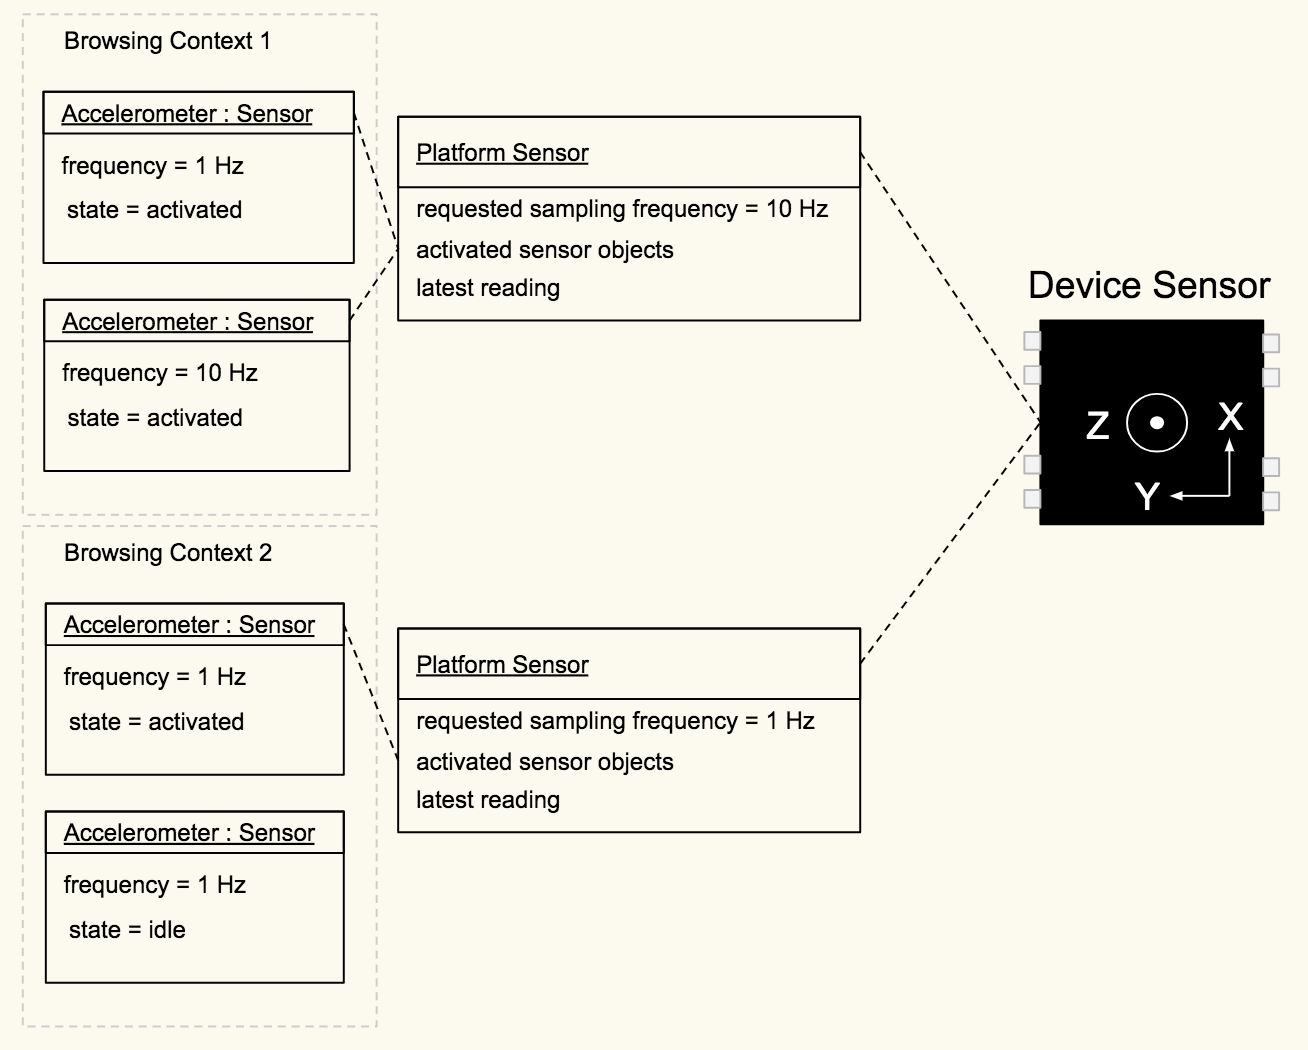 Browsing Context 1
Accelerometer : Sensor
frequency = 1 Hz
state = activated
Accelerometer : Sensor
frequency = 10 Hz
state = activated
Platform Sensor
requested sampling frequency = 10 Hz
activated sensor objects
latest reading
Browsing Context 2
Accelerometer : Sensor
frequency = 1 Hz
state = activated
Accelerometer : Sensor
frequency = 1 Hz
state = idle
Platform Sensor
requested sampling frequency = 1 Hz
activated sensor objects
latest reading
Device Sensor
Z
X
Y